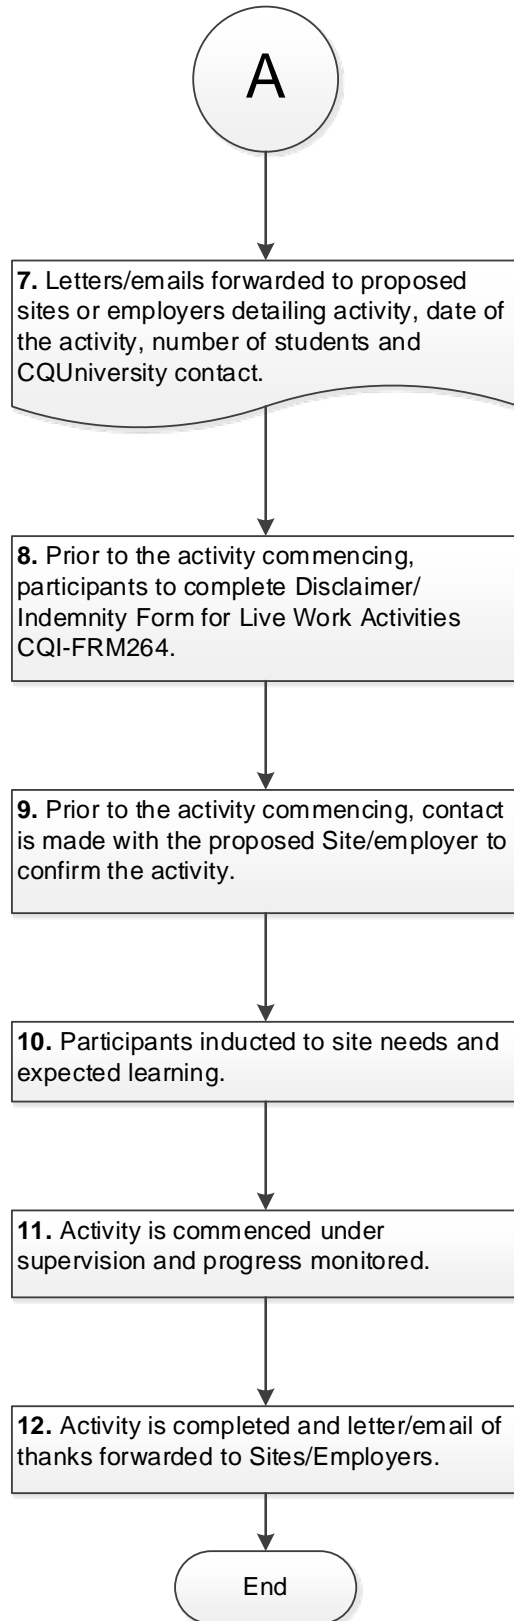 A
7. Letters/emails forwarded to proposed
sites or employers detailing activity, date of
the activity, number of students and
CQUniversity contact.
8. Prior to the activity commencing,
participants to complete Disclaimer/
Indemnity Form for Live Work Activities
CQI-FRM264.
9. Prior to the activity commencing, contact
is made with the proposed Site/employer to
confirm the activity.
10. Participants inducted to site needs and
expected learning.
11. Activity is commenced under
supervision and progress monitored.
12. Activity is completed and letter/email of
thanks forwarded to Sites/Employers.
End